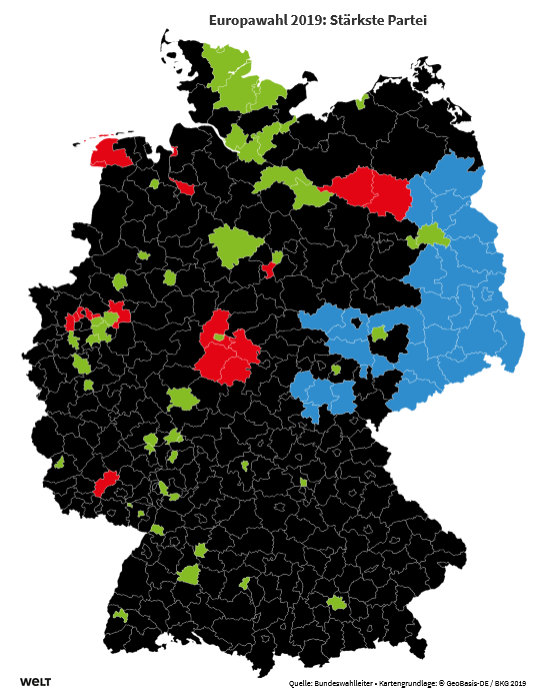 Europawahl 2019: Stärkste Partei
WELT
Quelle: Bundeswahlleiter • Kartengrundlage: © GeoBasis-DE / BKG 2019